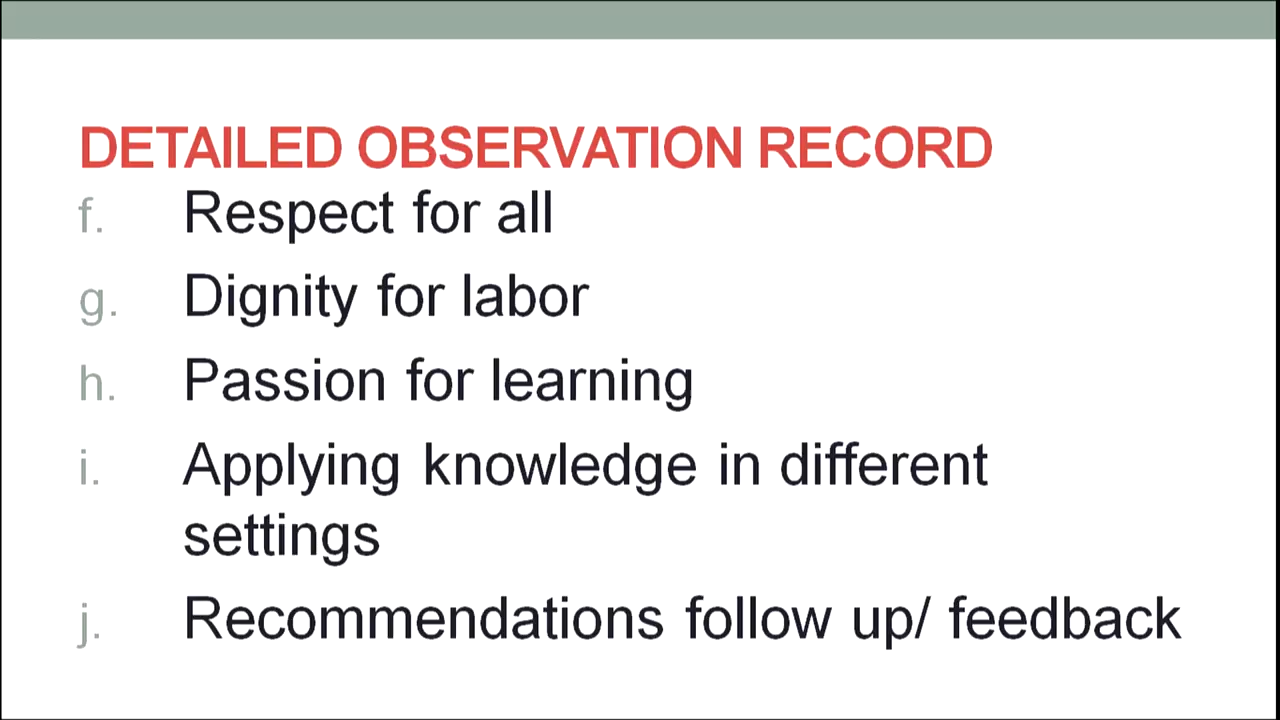 DETAILED OBSERVATION RECORD
f. Respect for all
g. Dignity for labor
h. Passion for learning
i. Applying knowledge in different
settings
j. Recommendations follow up/ feedback